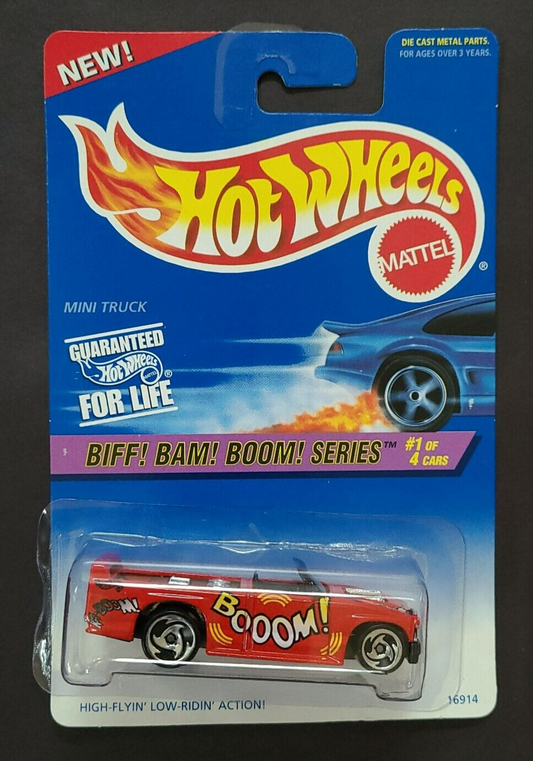 NEW!
DIE CAST METAL PARTS.
FOR AGES OVER 3 YEARS.
HOT WHEELS
MATTEL
®
MINI TRUCK
GUARANTEED
HOT WHEELS
®
FOR LIFE
BIFF! BAM! BOOM! SERIES™
#1 OF
4 CARS
BOOOM!
HIGH-FLYIN' LOW-RIDIN' ACTION!
16914